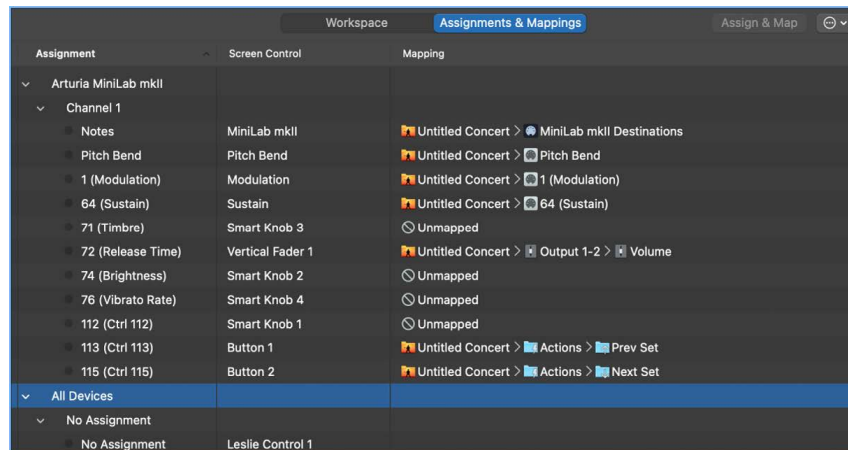 Workspace Assignments & Mappings Assign & Map
Assignment Screen Control Mapping
Arturia MiniLab mkII
Channel 1
Notes MiniLab mkII Untitled Concert > MiniLab mkII Destinations
Pitch Bend Pitch Bend Untitled Concert > Pitch Bend
1 (Modulation) Modulation Untitled Concert > 1 (Modulation)
64 (Sustain) Sustain Untitled Concert > 64 (Sustain)
71 (Timbre) Smart Knob 3 Unmapped
72 (Release Time) Vertical Fader 1 Untitled Concert > Output 1-2 > Volume
74 (Brightness) Smart Knob 2 Unmapped
76 (Vibrato Rate) Smart Knob 4 Unmapped
112 (Ctrl 112) Smart Knob 1 Unmapped
113 (Ctrl 113) Button 1 Untitled Concert > Actions > Prev Set
115 (Ctrl 115) Button 2 Untitled Concert > Actions > Next Set
All Devices
No Assignment
No Assignment Leslie Control 1